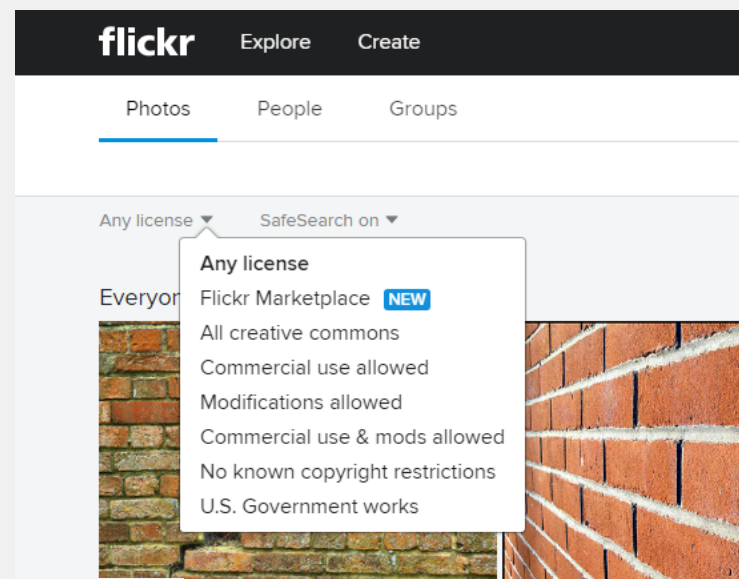 flickr Explore Create
Photos People Groups
Any license SafeSearch on
Any license
Flickr Marketplace NEW
All creative commons
Commercial use allowed
Modifications allowed
Commercial use & mods allowed
No known copyright restrictions
U.S. Government works